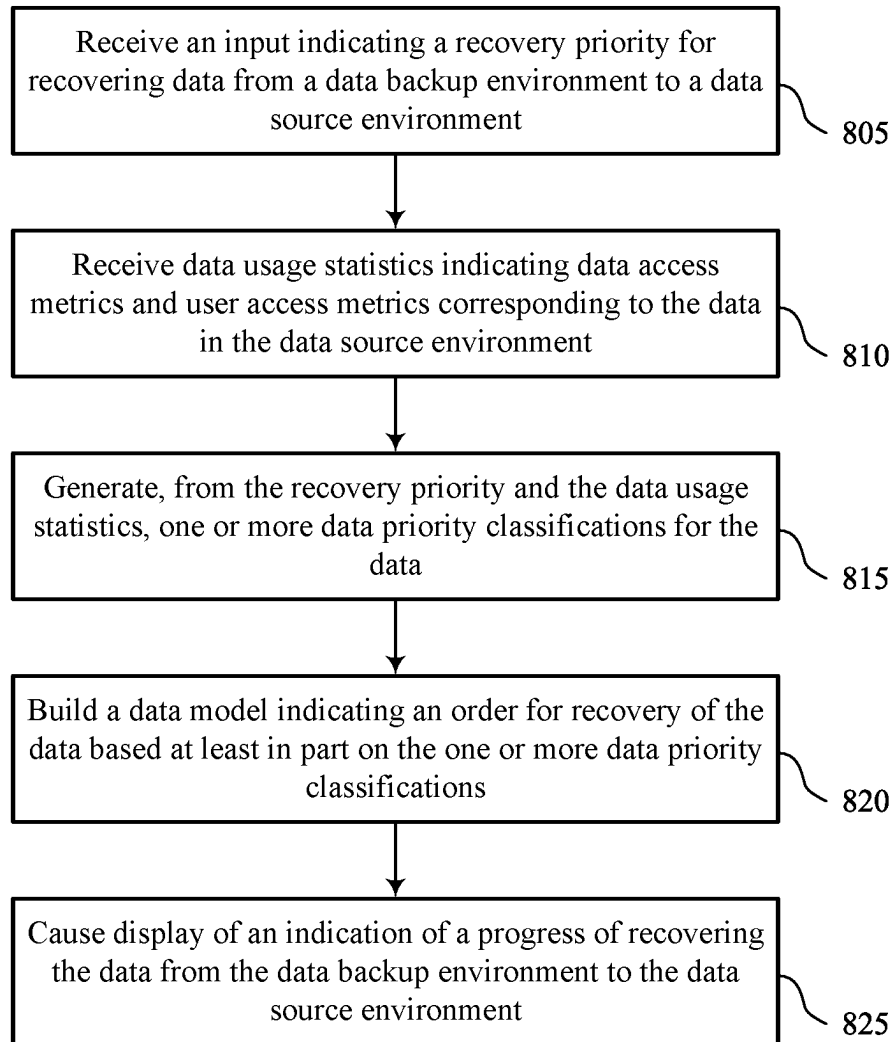 Receive an input indicating a recovery priority for
recovering data from a data backup environment to a data
source environment
805
Receive data usage statistics indicating data access
metrics and user access metrics corresponding to the data
in the data source environment
810
Generate, from the recovery priority and the data usage
statistics, one or more data priority classifications for the
data
815
Build a data model indicating an order for recovery of the
data based at least in part on the one or more data priority
classifications
820
Cause display of an indication of a progress of recovering
the data from the data backup environment to the data
source environment
825